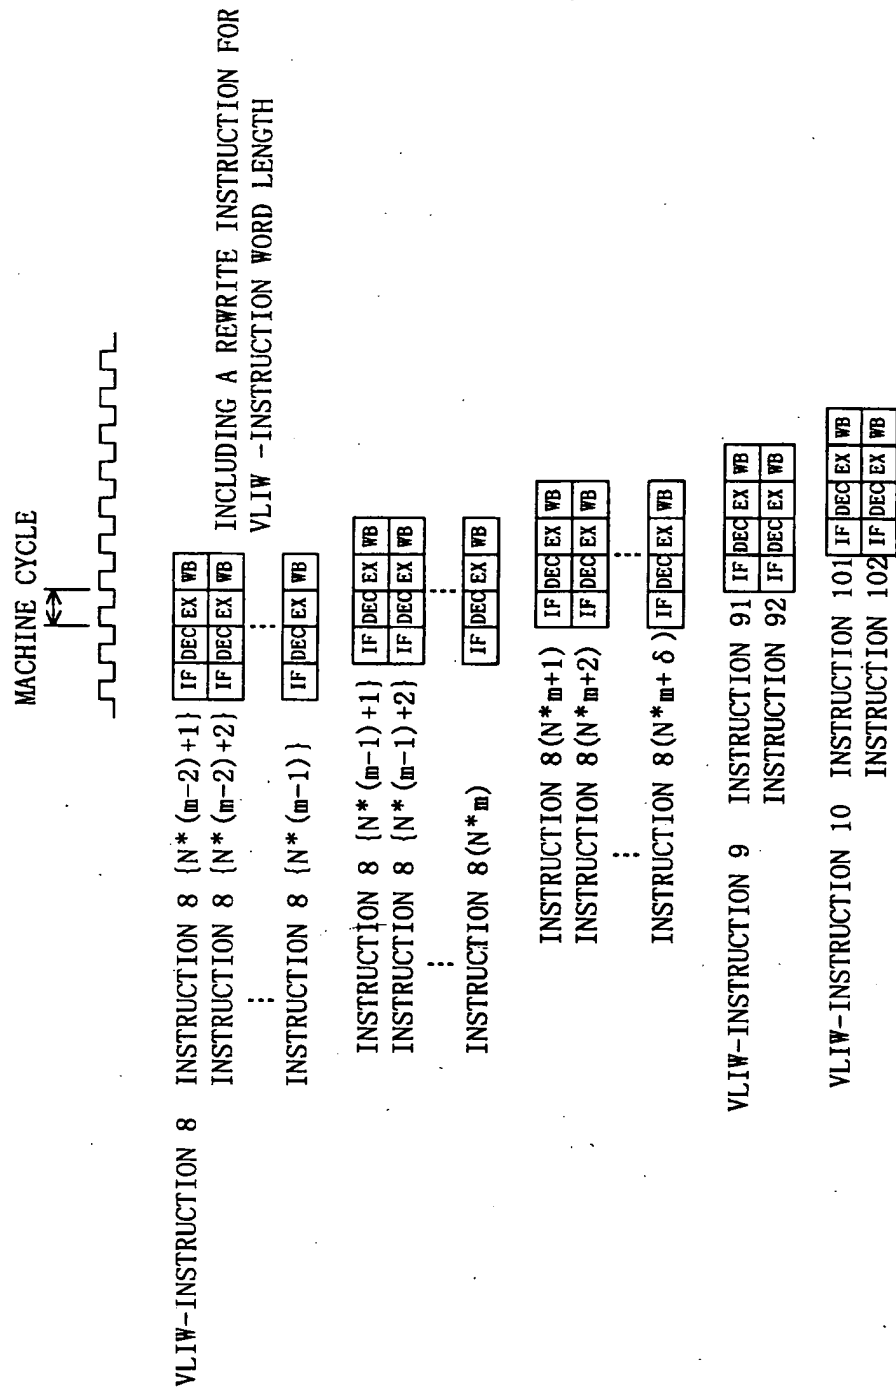 MACHINE CYCLE
VLIW-INSTRUCTION 8 INSTRUCTION 8 {N*(m-2)+1} IF DEC EX WB
INSTRUCTION 8 {N*(m-2)+2} IF DEC EX WB
INCLUDING A REWRITE INSTRUCTION FOR
VLIW -INSTRUCTION WORD LENGTH
INSTRUCTION 8 {N*(m-1)} IF DEC EX WB
INSTRUCTION 8 {N*(m-1)+1} IF DEC EX WB
INSTRUCTION 8 {N*(m-1)+2} IF DEC EX WB
INSTRUCTION 8(N*m) IF DEC EX WB
INSTRUCTION 8(N*m+1) IF DEC EX WB
INSTRUCTION 8(N*m+2) IF DEC EX WB
INSTRUCTION 8(N*m+δ) IF DEC EX WB
VLIW-INSTRUCTION 9 INSTRUCTION 91 IF DEC EX WB
INSTRUCTION 92 IF DEC EX WB
VLIW-INSTRUCTION 10 INSTRUCTION 101 IF DEC EX WB
INSTRUCTION 102 IF DEC EX WB